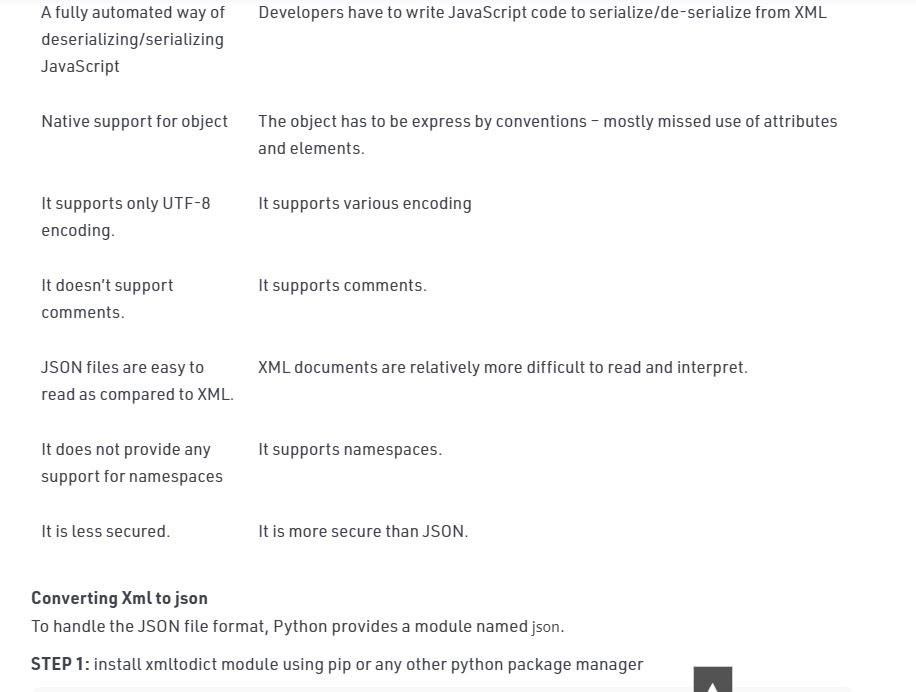 A fully automated way of
deserializing/serializing
JavaScript
Developers have to write JavaScript code to serialize/de-serialize from XML
Native support for object
The object has to be express by conventions – mostly missed use of attributes
and elements.
It supports only UTF-8
encoding.
It supports various encoding
It doesn’t support
comments.
It supports comments.
JSON files are easy to
read as compared to XML.
XML documents are relatively more difficult to read and interpret.
It does not provide any
support for namespaces
It supports namespaces.
It is less secured.
It is more secure than JSON.
Converting Xml to json
To handle the JSON file format, Python provides a module named json.
STEP 1: install xmltodict module using pip or any other python package manager